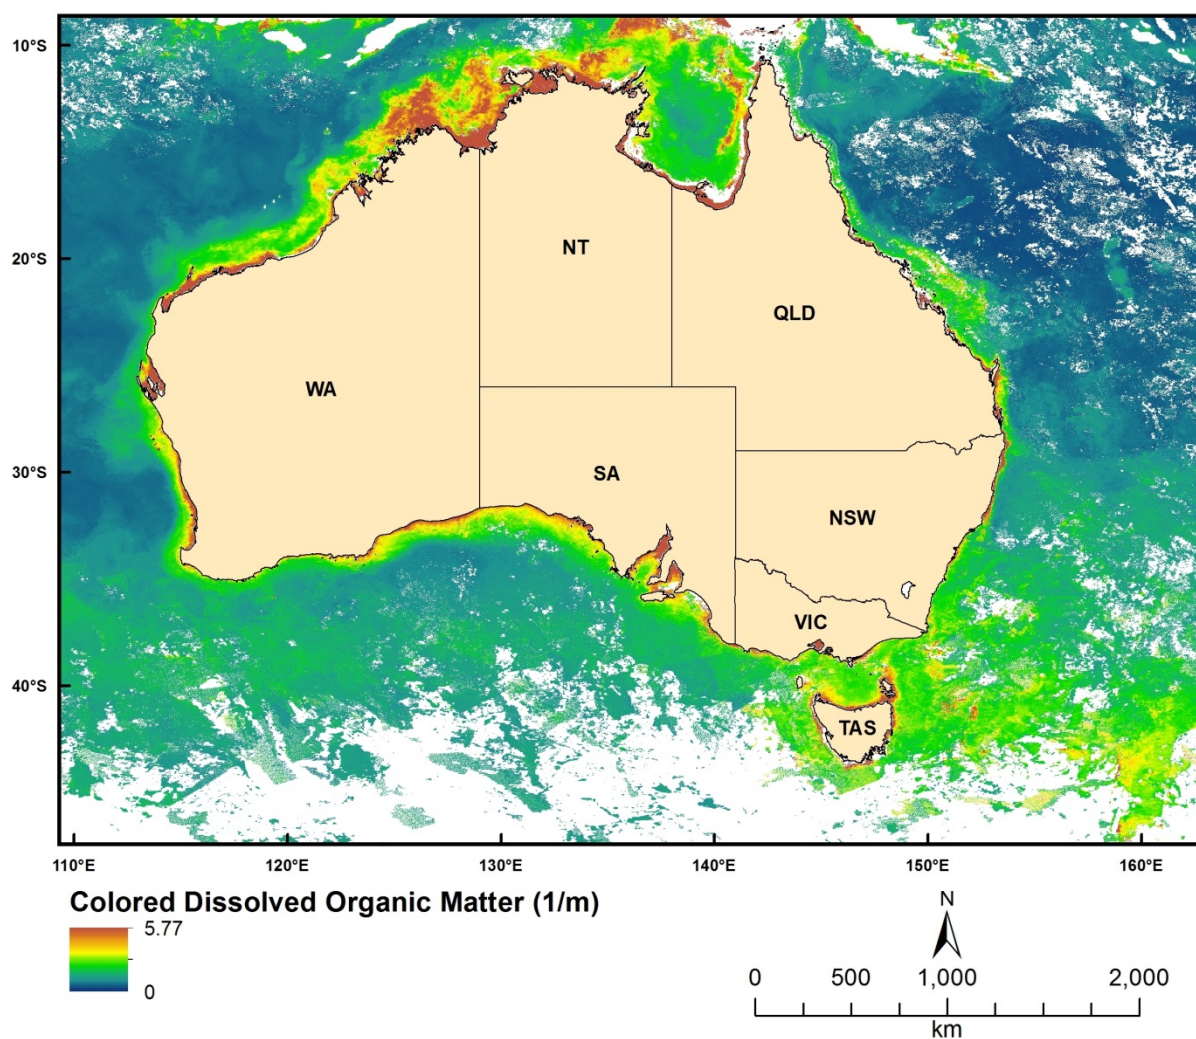 10°S
20°S
30°S
40°S
NT
QLD
WA
SA
NSW
VIC
TAS
110°E 120°E 130°E 140°E 150°E 160°E
Colored Dissolved Organic Matter (1/m)
5.77
0
N
0 500 1,000 2,000
km